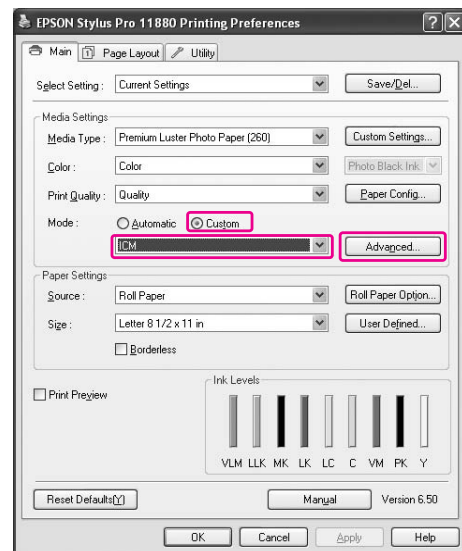 EPSON Stylus Pro 11880 Printing Preferences
Main Page Layout Utility
Select Setting : Current Settings Save/Del...
Media Settings
Media Type : Premium Luster Photo Paper (260) Custom Settings...
Color : Color Photo Black Ink
Print Quality : Quality Paper Config...
Mode : Automatic Custom
ICM Advanced...
Paper Settings
Source : Roll Paper Roll Paper Option...
Size : Letter 8 1/2 x 11 in User Defined...
Borderless
Print Preview
Ink Levels
VLM LLK MK LK LC C VM PK Y
Reset Defaults(Y) Manual Version 6.50
OK Cancel Apply Help